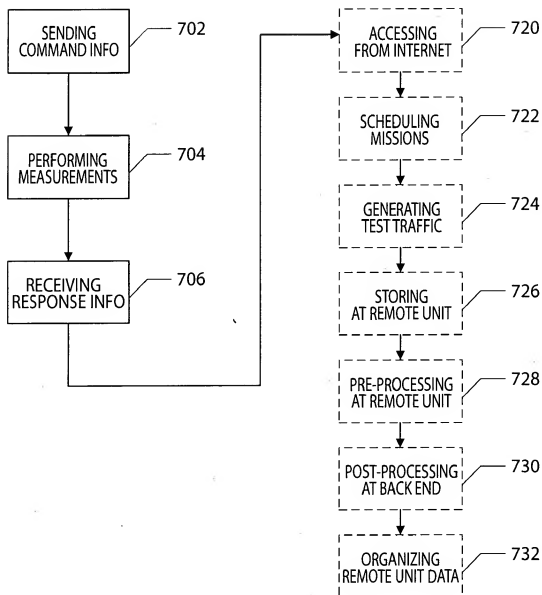 SENDING
COMMAND INFO
702
PERFORMING
MEASUREMENTS
704
RECEIVING
RESPONSE INFO
706
ACCESSING
FROM INTERNET
720
SCHEDULING
MISSIONS
722
GENERATING
TEST TRAFFIC
724
STORING
AT REMOTE UNIT
726
PRE-PROCESSING
AT REMOTE UNIT
728
POST-PROCESSING
AT BACK END
730
ORGANIZING
REMOTE UNIT DATA
732